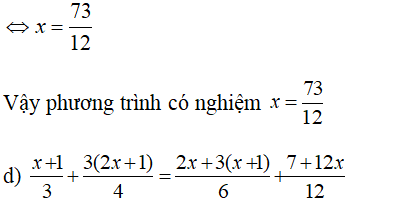 ⇔ x = 73/12
Vậy phương trình có nghiệm x = 73/12
d) (x+1)/3 + 3(2x+1)/4 = (2x+3(x+1))/6 + (7+12x)/12